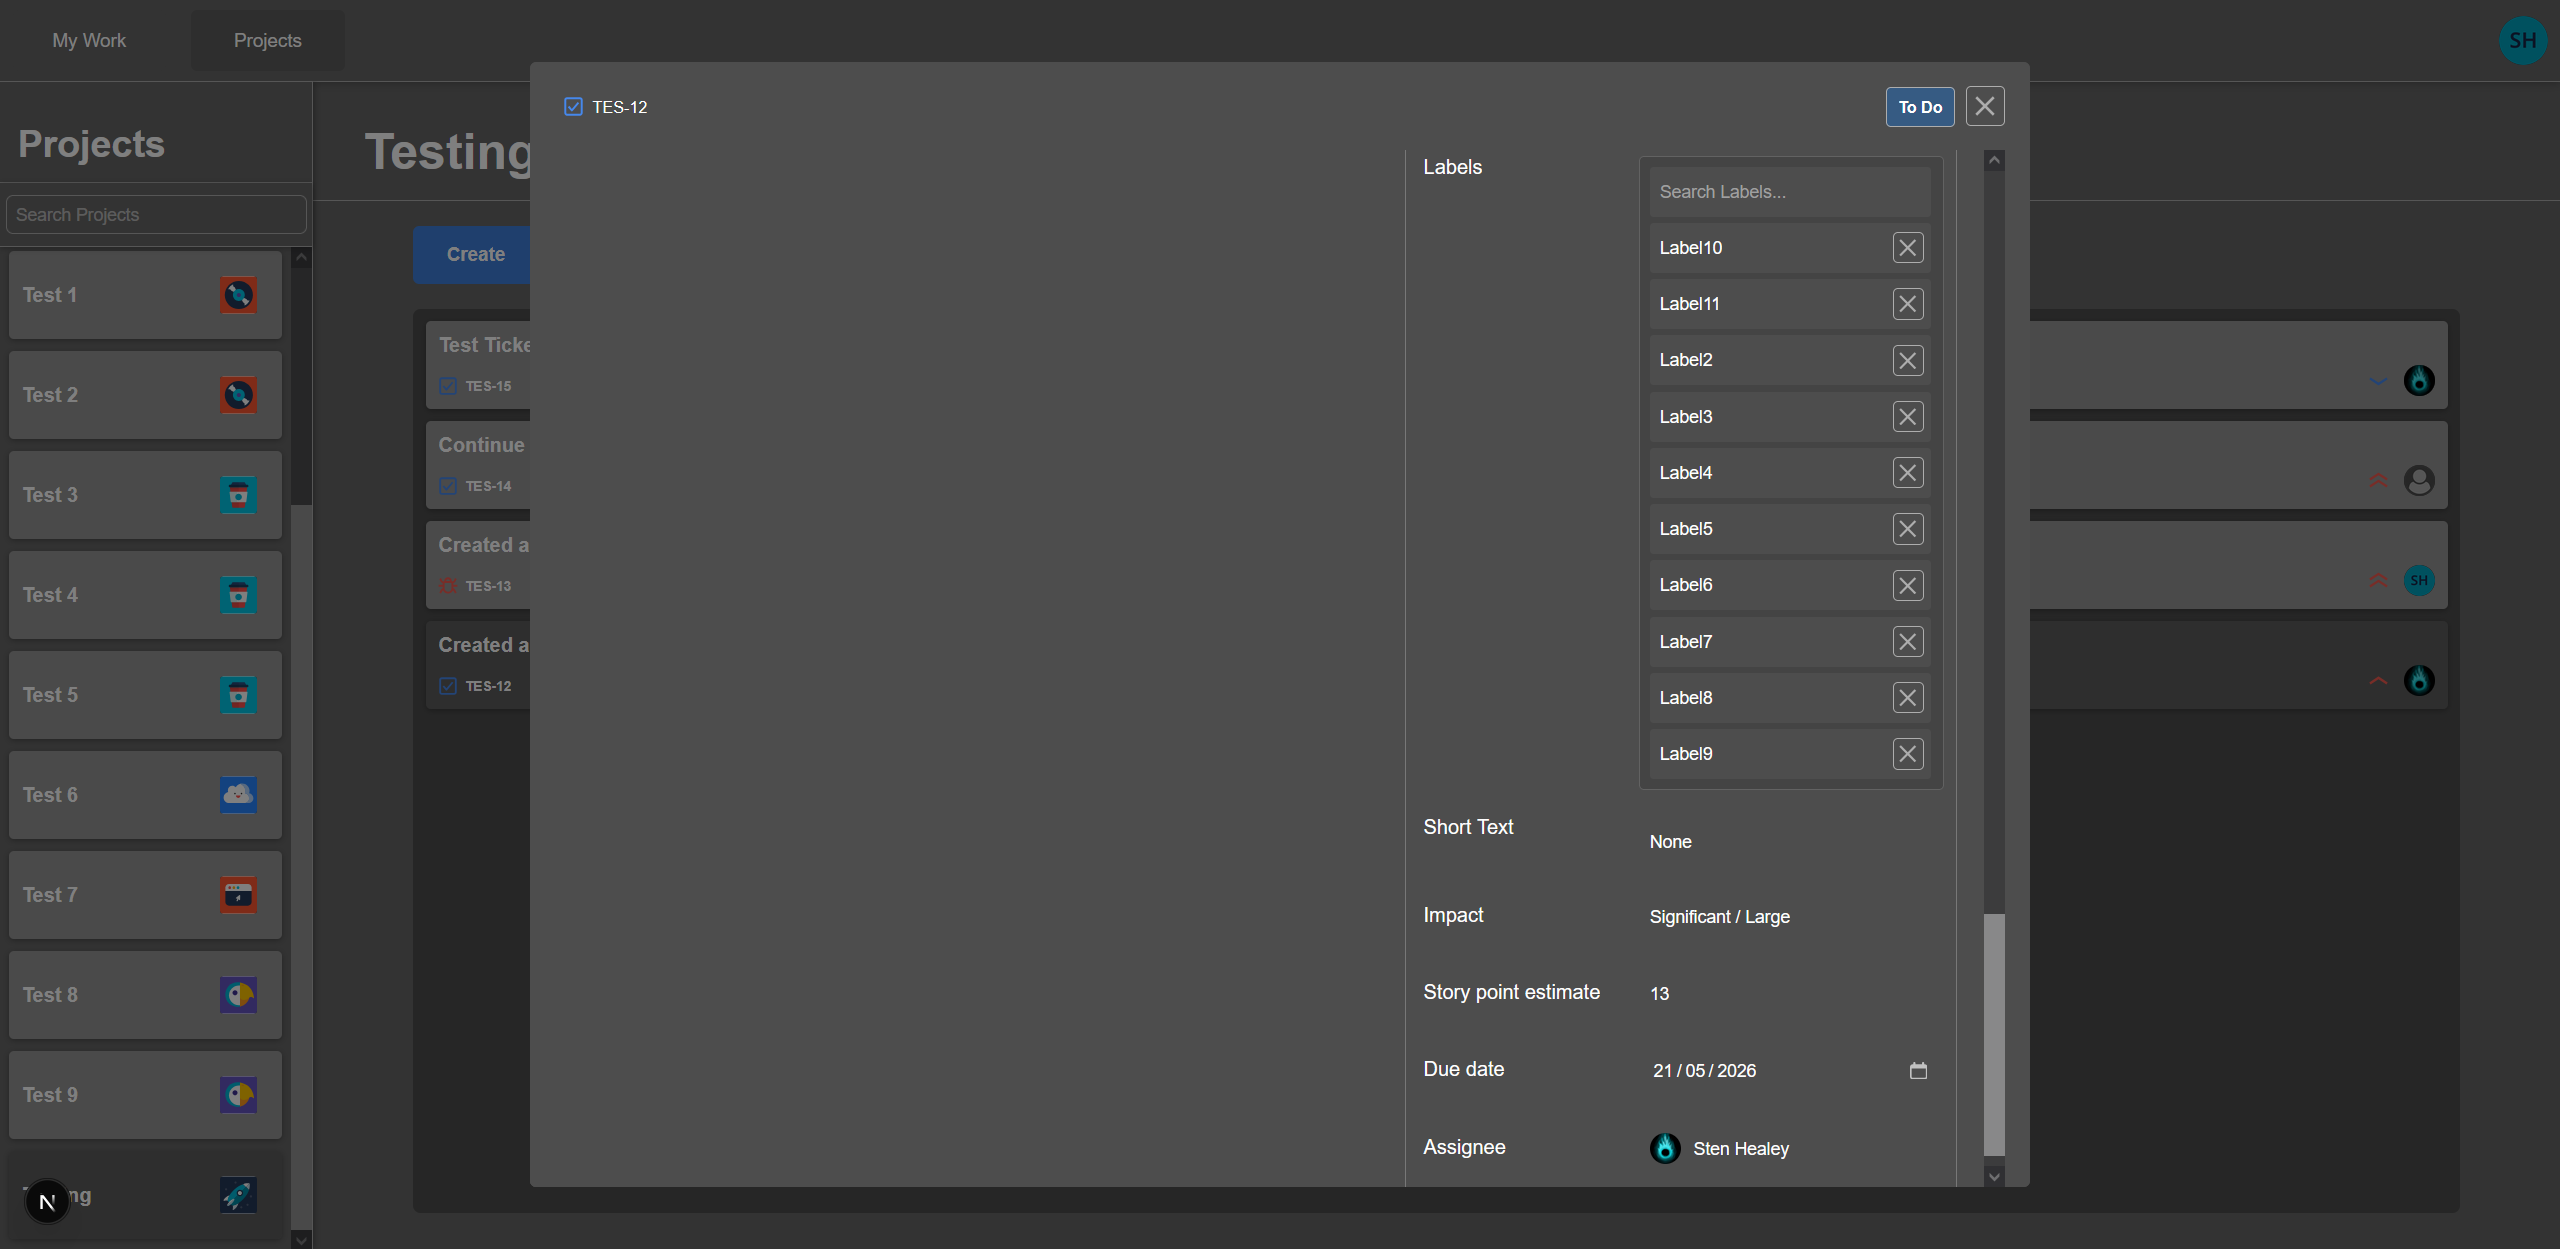 My Work
Projects
SH
Projects
Search Projects
Test 1
Test 2
Test 3
Test 4
Test 5
Test 6
Test 7
Test 8
Test 9
N
ng
Testing
Create
Test Ticke
TES-15
Continue
TES-14
Created a
TES-13
SH
Created a
TES-12
TES-12
To Do
Labels
Search Labels...
Label10
Label11
Label2
Label3
Label4
Label5
Label6
Label7
Label8
Label9
Short Text
None
Impact
Significant / Large
Story point estimate
13
Due date
21 / 05 / 2026
Assignee
Sten Healey